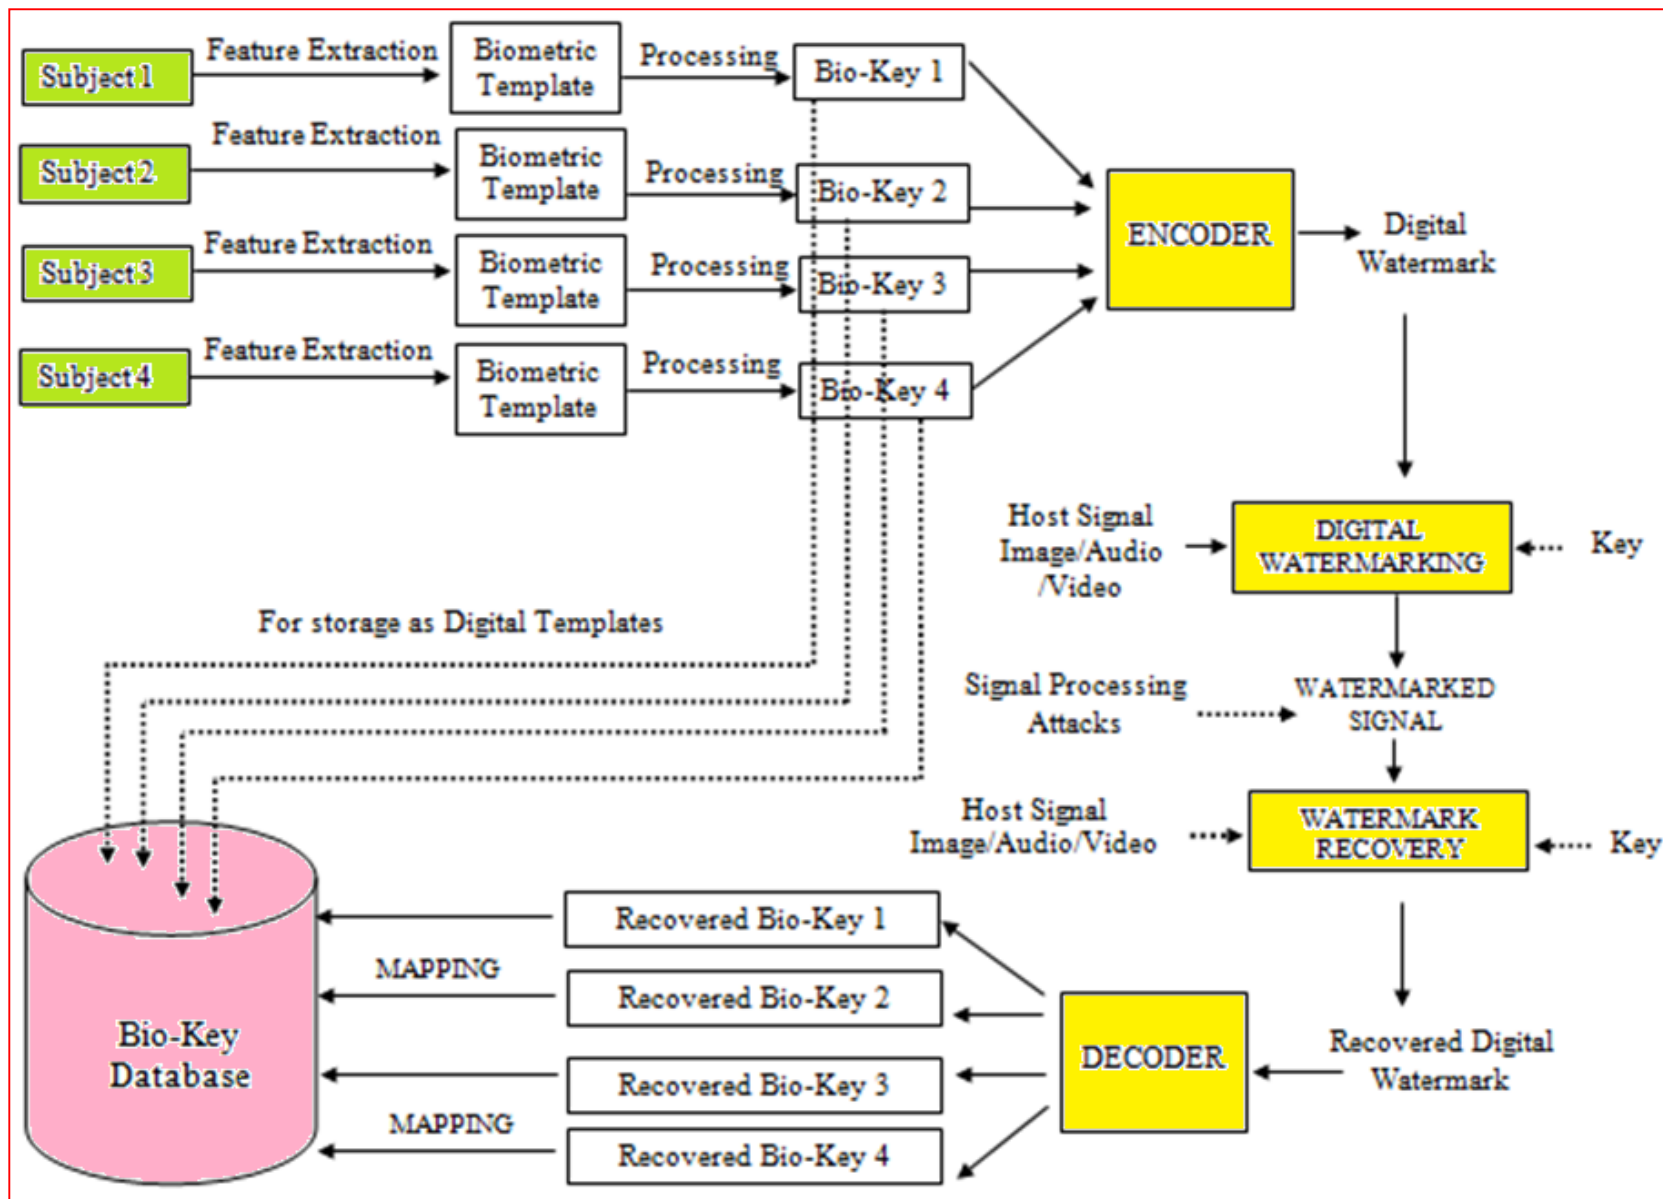 Subject 1
Feature Extraction
Biometric
Template
Processing
Bio-Key 1
Subject 2
Feature Extraction
Biometric
Template
Processing
Bio-Key 2
Subject 3
Feature Extraction
Biometric
Template
Processing
Bio-Key 3
Subject 4
Feature Extraction
Biometric
Template
Processing
Bio-Key 4
ENCODER
Digital
Watermark
Host Signal
Image/Audio
/Video
DIGITAL
WATERMARKING
Key
For storage as Digital Templates
Signal Processing
Attacks
WATERMARKED
SIGNAL
Host Signal
Image/Audio/Video
WATERMARK
RECOVERY
Key
Recovered Digital
Watermark
DECODER
Recovered Bio-Key 1
MAPPING
Recovered Bio-Key 2
Recovered Bio-Key 3
MAPPING
Recovered Bio-Key 4
Bio-Key
Database